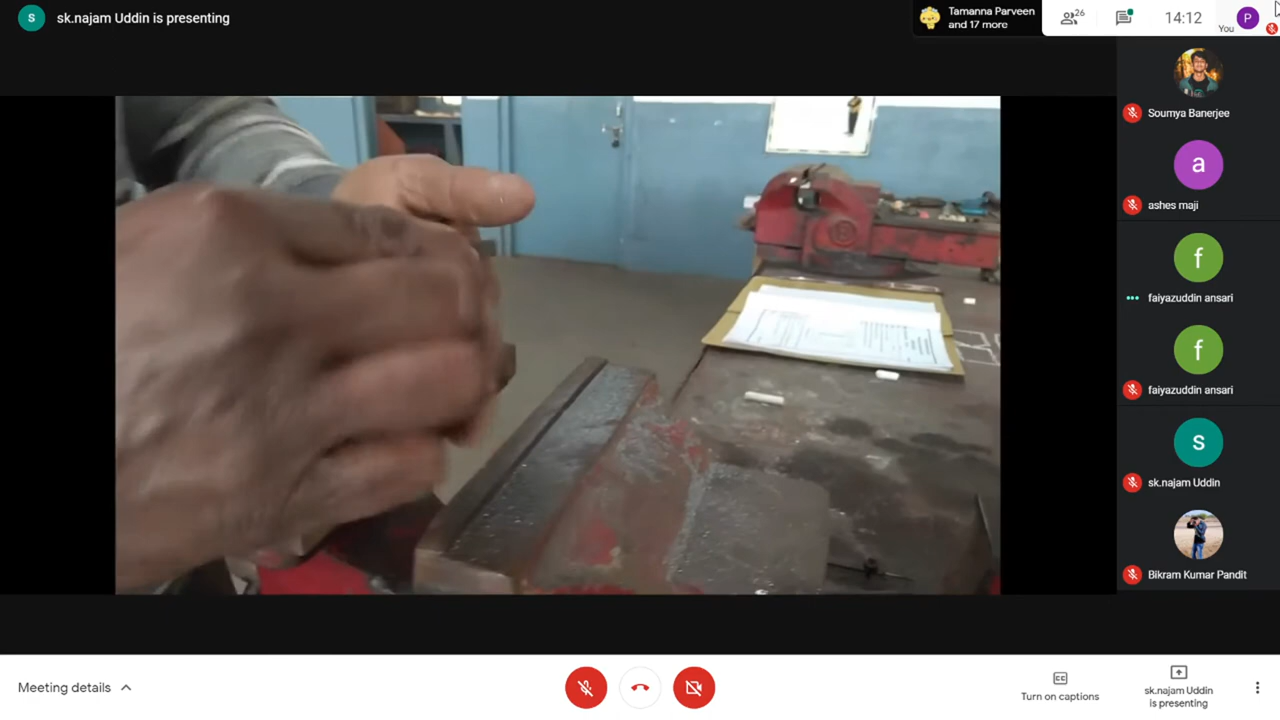 s
sk.najam Uddin is presenting
Tamanna Parveen
and 17 more
26
14:12
You
P
Soumya Banerjee
a
ashes maji
f
faiyazuddin ansari
f
faiyazuddin ansari
s
sk.najam Uddin
Bikram Kumar Pandit
Meeting details
CC
Turn on captions
sk.najam Uddin
is presenting